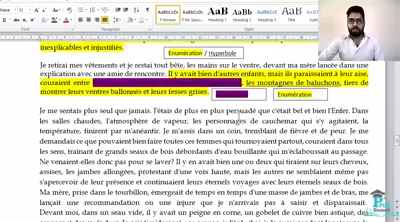 AaBbCcDc AaBbCcDc AaBbC AaBbCc AaB AaBbCcD
¶ Normal ¶ No Spac... Heading 1 Heading 2 Title Subtitle
inexplicables et injustifiés.
Enumération / Hyperbole
Je retirai mes vêtements et je restai tout bête, les mains sur le ventre, devant ma mère lancée dans une
explication avec une amie de rencontre. Il y avait bien d'autres enfants, mais ils paraissaient à leur aise,
couraient entre , les montagnes de baluchons, fiers
de montrer leurs ventres ballonnés et leurs fesses grises.
Enumération
Je me sentais plus seul que jamais. J'étais de plus en plus persuadé que c'était bel et bien l'Enfer. Dans
les salles chaudes, l'atmosphère de vapeur, les personnages de cauchemar qui s'y agitaient, la
température, finirent par m'anéantir. Je m'assis dans un coin, tremblant de fièvre et de peur. Je me
demandais ce que pouvaient bien faire toutes ces femmes qui tournoyaient partout, couraient dans tous
les sens, traînant de grands seaux de bois débordants d'eau bouillante qui m'éclaboussait au passage.
Ne venaient-elle donc pas pour se laver? Il y en avait bien une ou deux qui tiraient sur leurs cheveux,
assises, les jambes allongées, protestant d'une voix haute, mais les autres ne semblaient même pas
s'apercevoir de leur présence et continuaient leurs éternels voyages avec leurs éternels seaux de bois.
Ma mère, prise dans le tourbillon, émergeait de temps en temps d'une masse de jambes et de bras, me
lançait une recommandation ou une injure que je n'arrivais pas à saisir et disparaissait.
Devant moi, dans un seau vide, il y avait un peigne en corne, un gobelet de cuivre bien astiqué, des